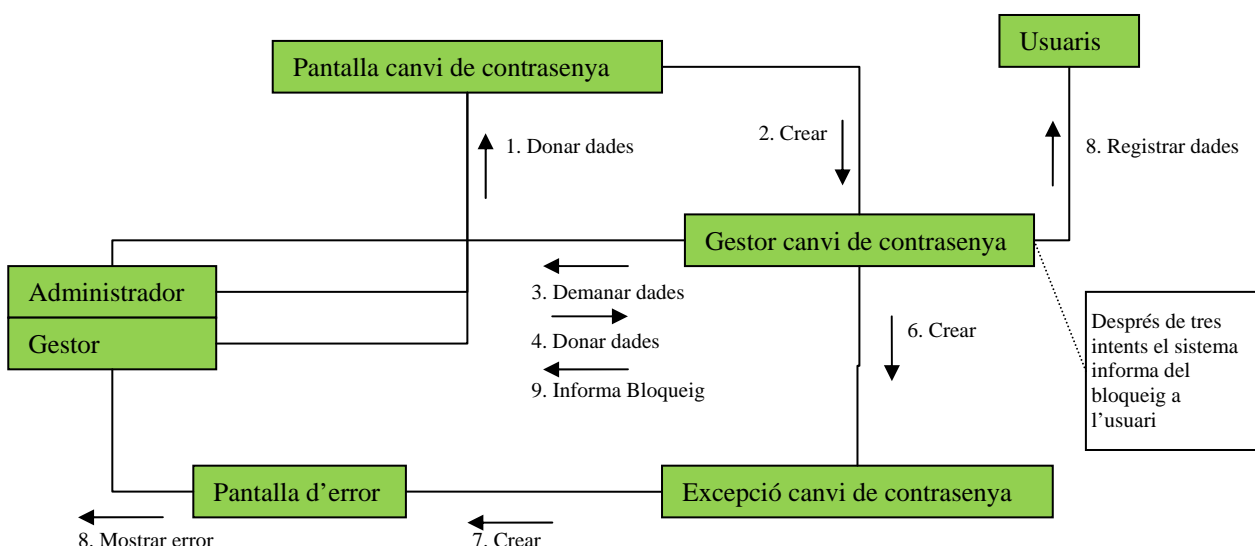 Usuaris
Pantalla canvi de contrasenya
1. Donar dades
2. Crear
8. Registrar dades
Gestor canvi de contrasenya
Administrador
Gestor
3. Demanar dades
4. Donar dades
9. Informa Bloqueig
6. Crear
Després de tres
intents el sistema
informa del
bloqueig a
l’usuari
Pantalla d’error
Excepció canvi de contrasenya
8. Mostrar error
7. Crear